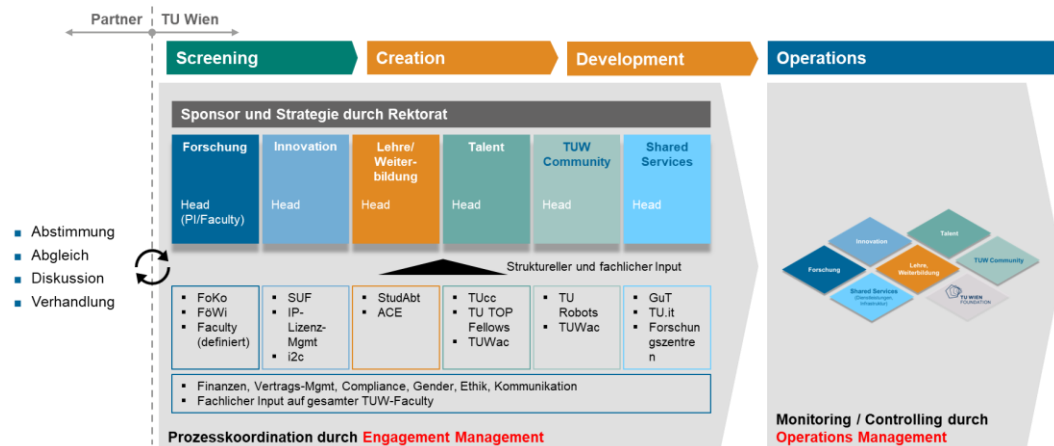 Partner
TU Wien
Screening
Creation
Development
Operations
Sponsor und Strategie durch Rektorat
Forschung
Head
(PI/Faculty)
Innovation
Head
Lehre/
Weiter-
bildung
Head
Talent
Head
TUW
Community
Head
Shared
Services
Head
Abstimmung
Abgleich
Diskussion
Verhandlung
Struktureller und fachlicher Input
FoKo
FöWi
Faculty
(definiert)
SUF
IP-
Lizenz-
Mgmt
i2c
StudAbt
ACE
TUcc
TU TOP
Fellows
TUWac
TU
Robots
TUWac
GuT
TU.it
Forschun
gszentre
n
Finanzen, Vertrags-Mgmt, Compliance, Gender, Ethik, Kommunikation
Fachlicher Input auf gesamter TUW-Faculty
Prozesskoordination durch Engagement Management
Innovation
Talent
Forschung
Lehre,
Weiterbildung
TUW Community
Shared Services
(Dienstleistungen,
Infrastruktur)
TU WIEN
FOUNDATION
Monitoring / Controlling durch
Operations Management